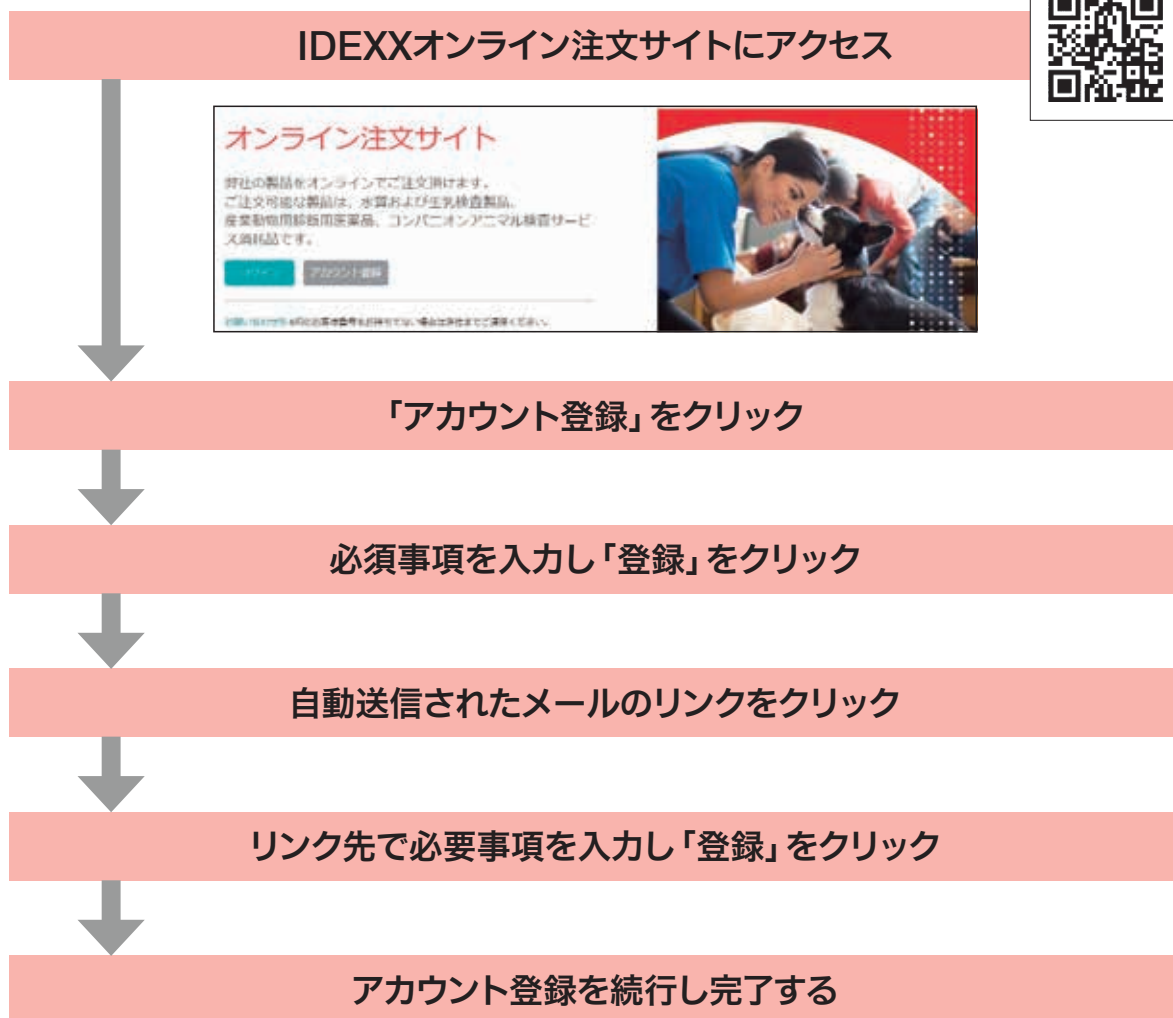 IDEXXオンライン注文サイトにアクセス
オンライン注文サイト
弊社の製品をオンラインでご注文頂けます。
ご注文可能な製品は、水質および生乳検査製品、
産業動物用診断用医薬品、コンパニオンアニマル検査サービ
ス消耗品です。
アカウント登録
「アカウント登録」をクリック
必須事項を入力し「登録」をクリック
自動送信されたメールのリンクをクリック
リンク先で必要事項を入力し「登録」をクリック
アカウント登録を続行し完了する